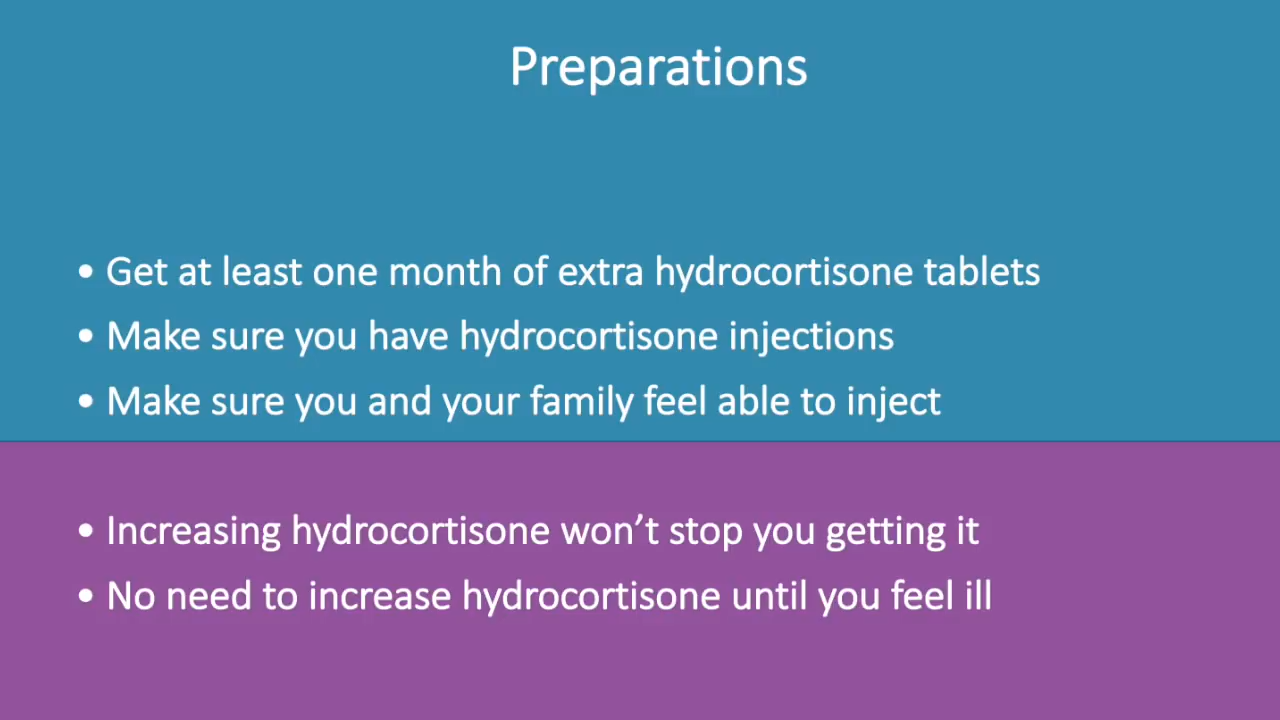 Preparations
• Get at least one month of extra hydrocortisone tablets
• Make sure you have hydrocortisone injections
• Make sure you and your family feel able to inject
• Increasing hydrocortisone won’t stop you getting it
• No need to increase hydrocortisone until you feel ill